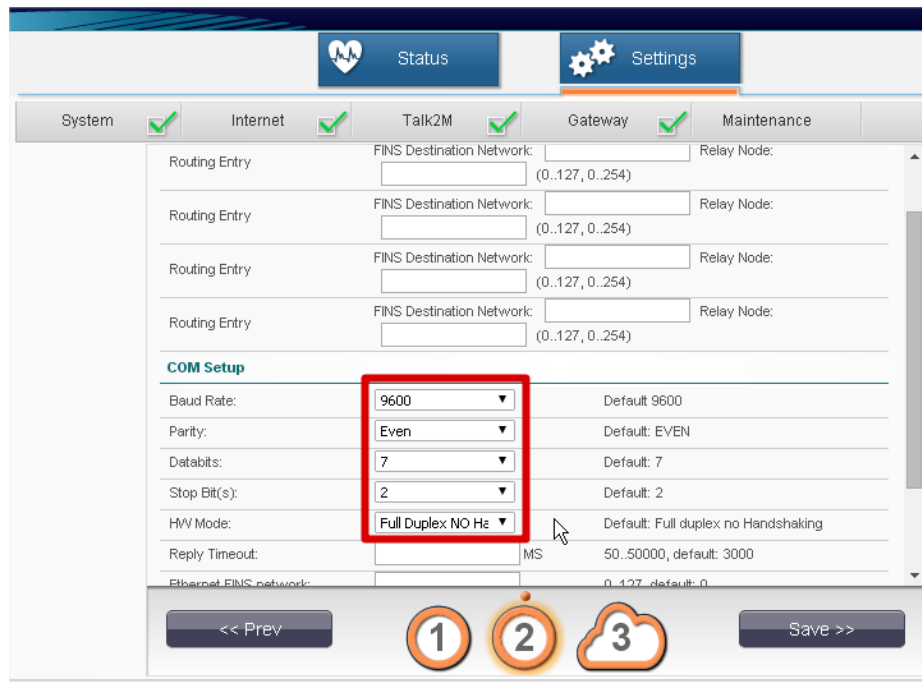 Status Settings
System Internet Talk2M Gateway Maintenance
FINS Destination Network: Relay Node:
Routing Entry
(0..127, 0..254)
FINS Destination Network: Relay Node:
Routing Entry
(0..127, 0..254)
FINS Destination Network: Relay Node:
Routing Entry
(0..127, 0..254)
FINS Destination Network: Relay Node:
Routing Entry
(0..127, 0..254)
COM Setup
Baud Rate: 9600 Default 9600
Parity: Even Default: EVEN
Databits: 7 Default: 7
Stop Bit(s): 2 Default: 2
HW Mode: Full Duplex NO Ha Default: Full duplex no Handshaking
Reply Timeout: MS 50..50000, default: 3000
Ethernet FINS network: 0..127, default: 0
<< Prev 1 2 3 Save >>